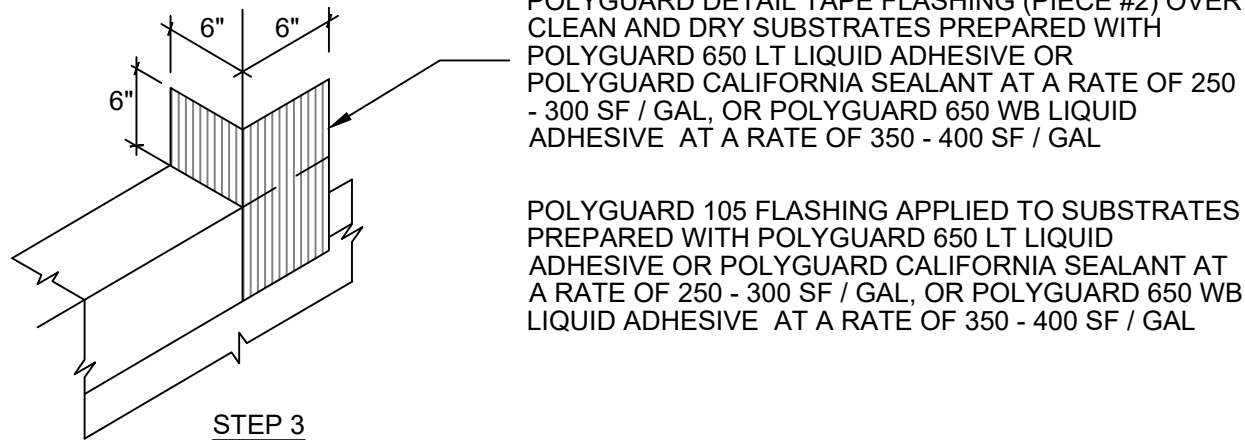 6" 6"
6"
POLYGUARD DETAIL TAPE FLASHING (PIECE #2) OVER
CLEAN AND DRY SUBSTRATES PREPARED WITH
POLYGUARD 650 LT LIQUID ADHESIVE OR
POLYGUARD CALIFORNIA SEALANT AT A RATE OF 250
- 300 SF / GAL, OR POLYGUARD 650 WB LIQUID
ADHESIVE AT A RATE OF 350 - 400 SF / GAL
POLYGUARD 105 FLASHING APPLIED TO SUBSTRATES
PREPARED WITH POLYGUARD 650 LT LIQUID
ADHESIVE OR POLYGUARD CALIFORNIA SEALANT AT
A RATE OF 250 - 300 SF / GAL, OR POLYGUARD 650 WB
LIQUID ADHESIVE AT A RATE OF 350 - 400 SF / GAL
STEP 3